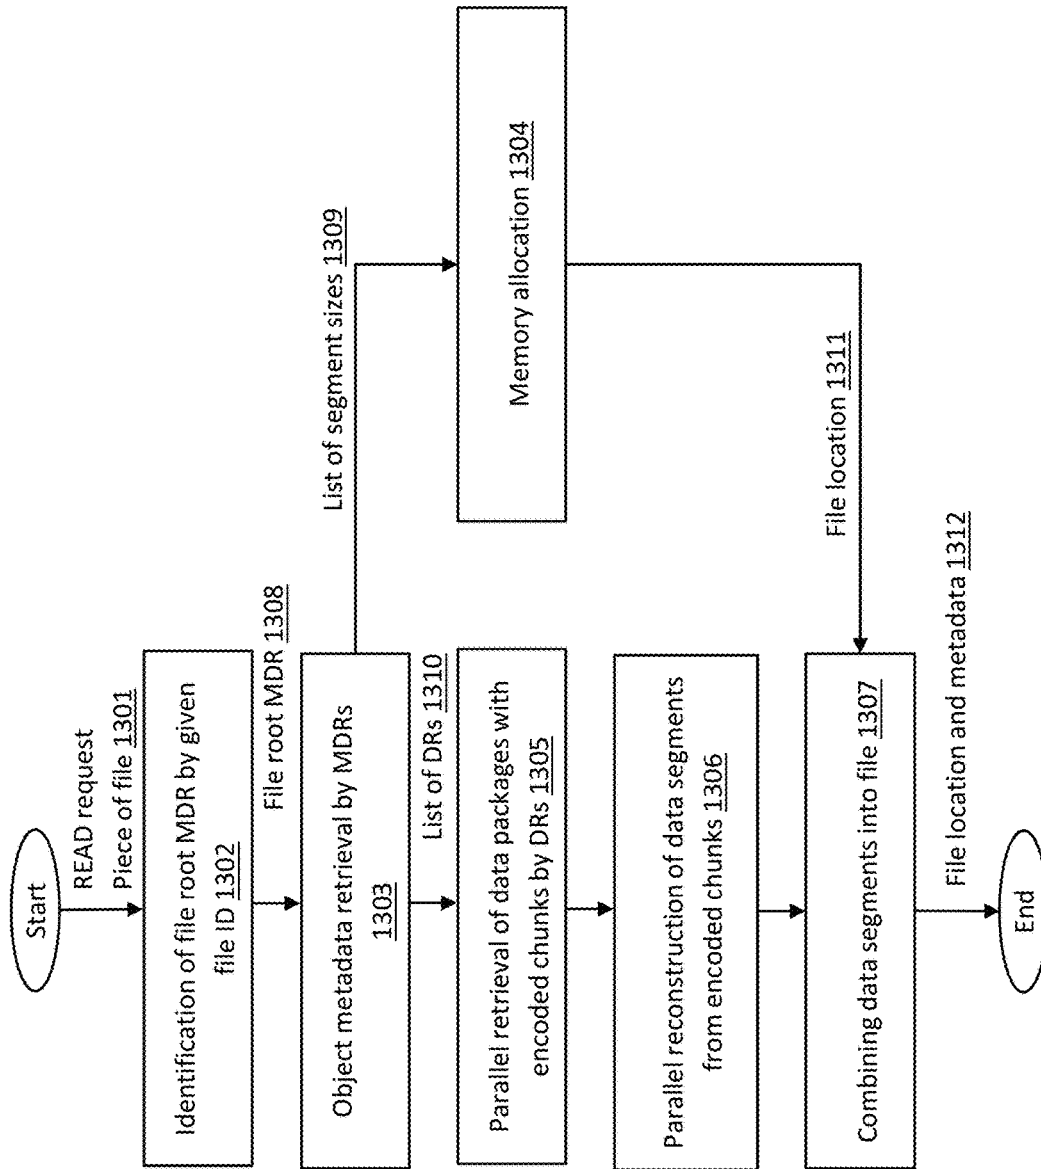 Start
READ request
Piece of file 1301
Identification of file root MDR by given
file ID 1302
File root MDR 1308
Object metadata retrieval by MDRs
1303
List of segment sizes 1309
Memory allocation 1304
List of DRs 1310
Parallel retrieval of data packages with
encoded chunks by DRs 1305
Parallel reconstruction of data segments
from encoded chunks 1306
File location 1311
Combining data segments into file 1307
File location and metadata 1312
End